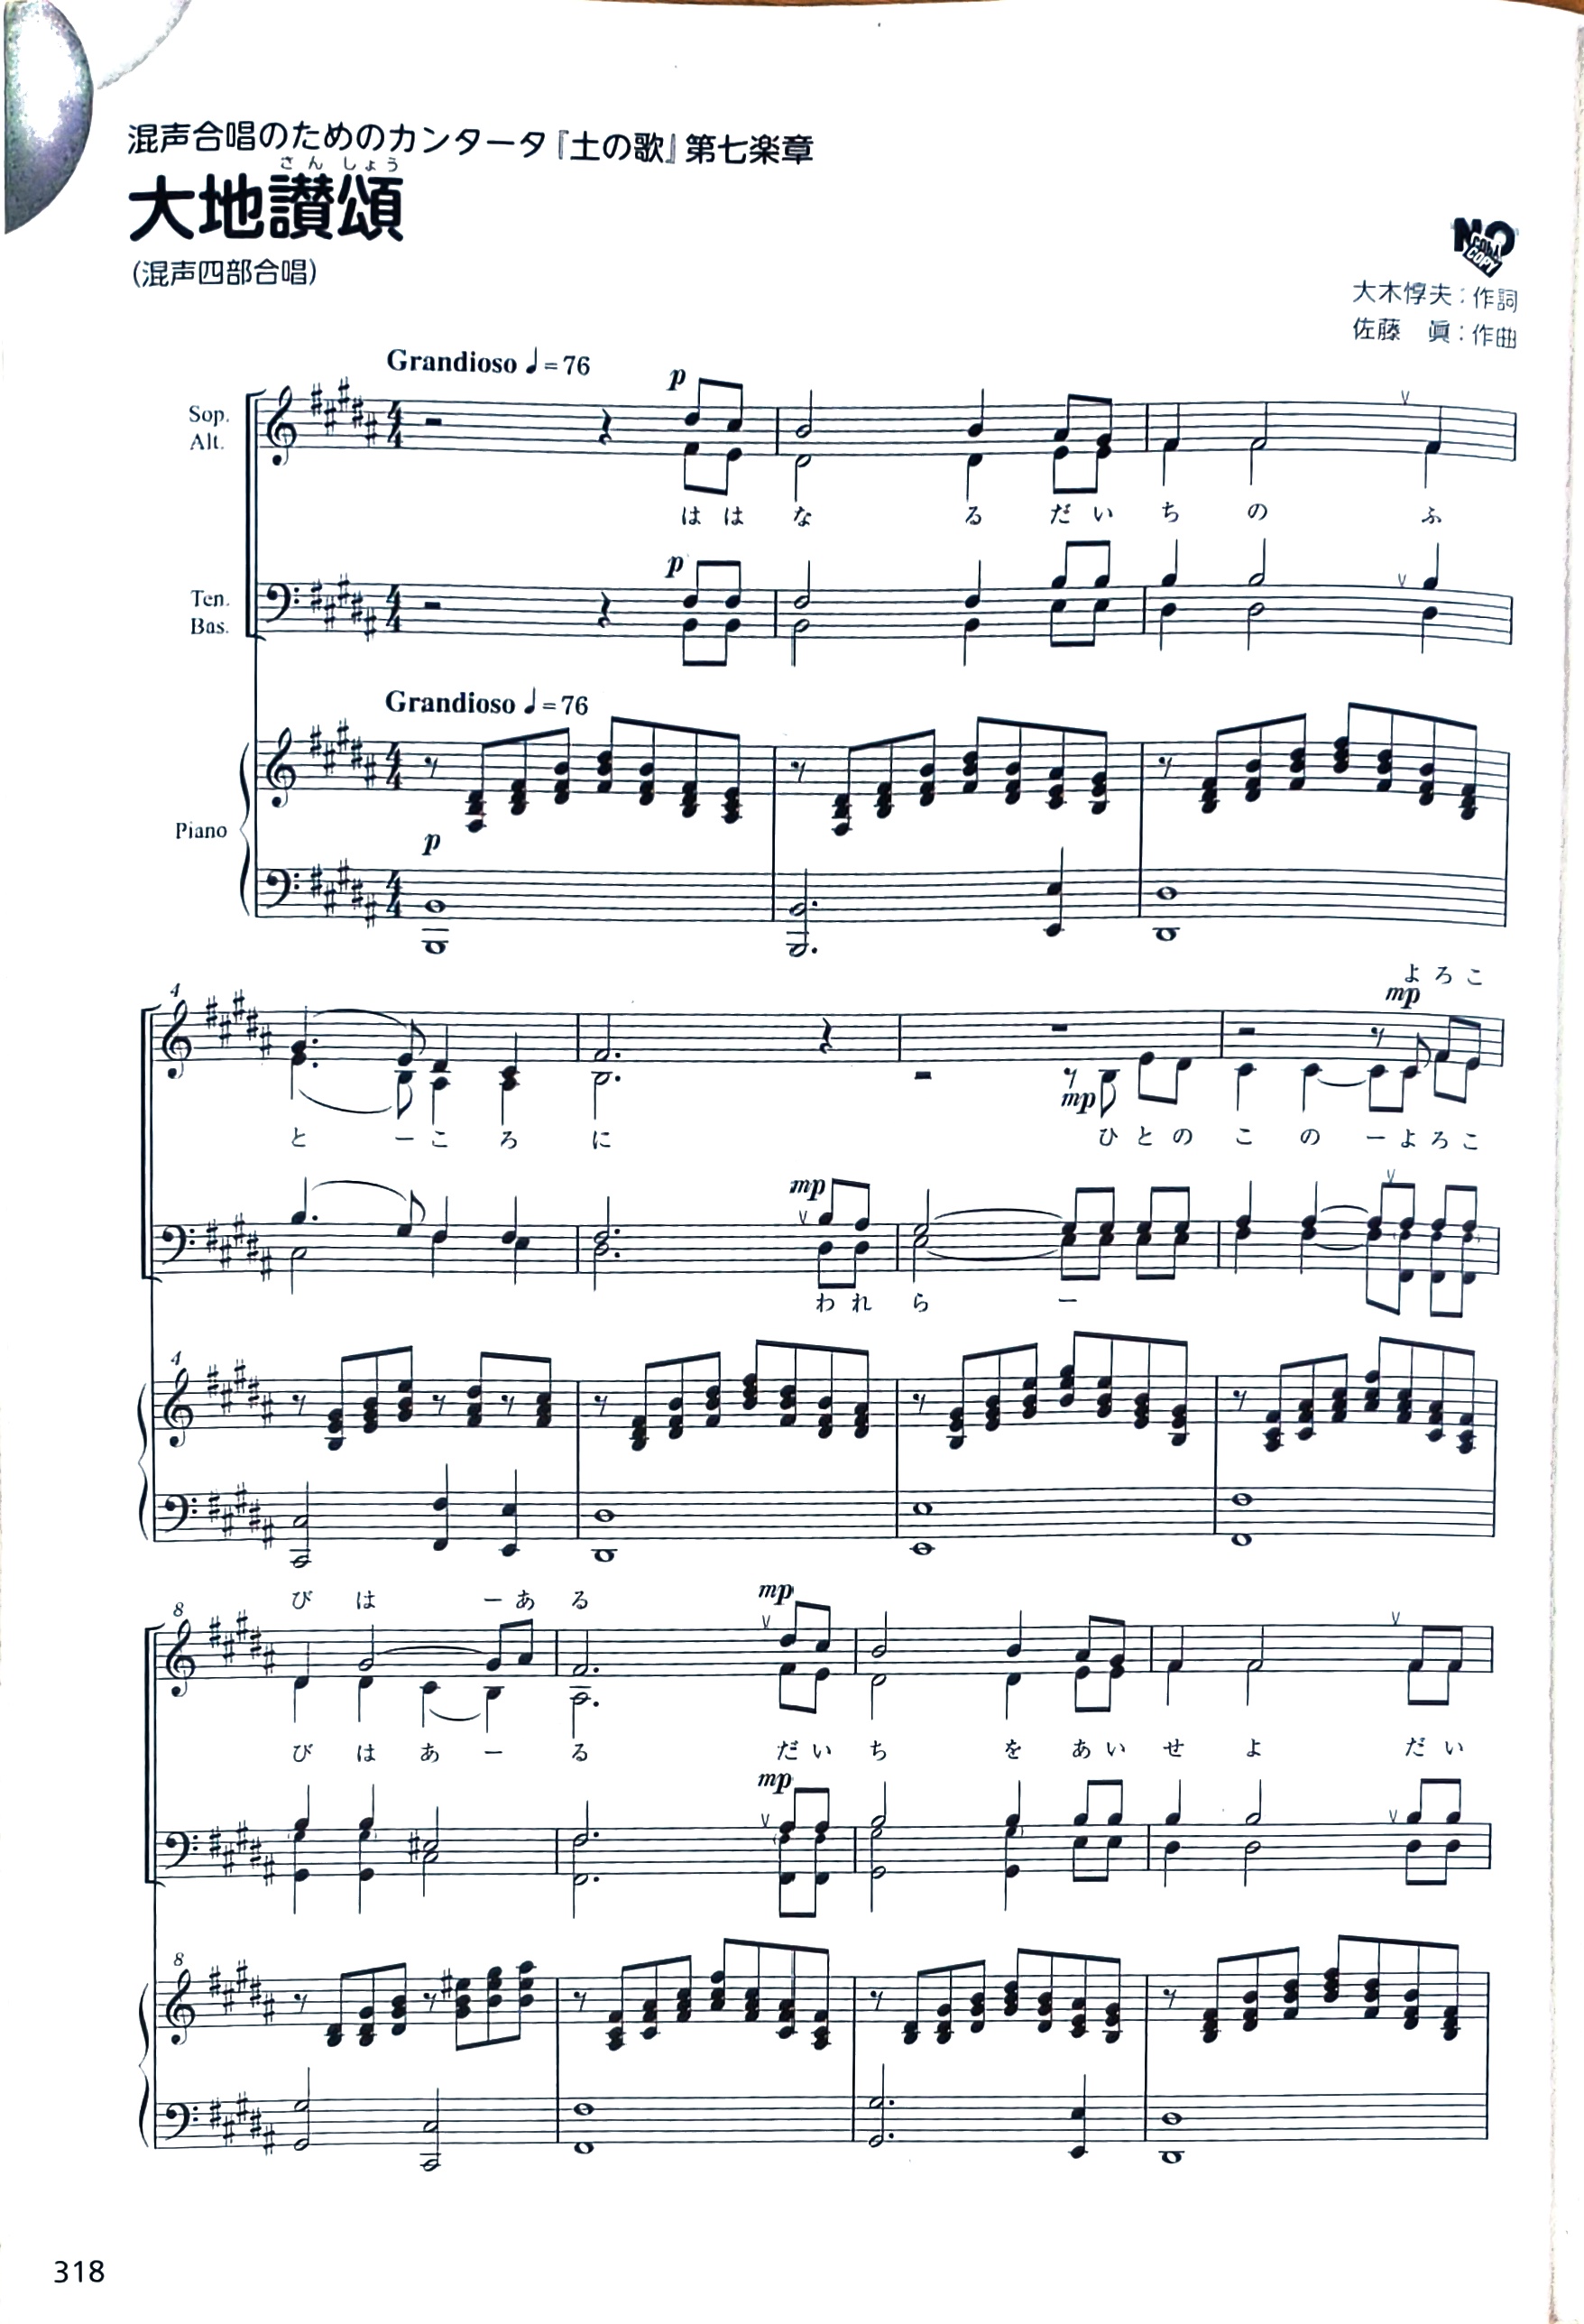 混声合唱のためのカンタータ『土の歌』第七楽章
さんしょう
大地讃頌
(混声四部合唱)
NO COPY
大木惇夫：作詞
佐藤　眞：作曲
Grandioso ♩=76
Sop.
Alt.
p
は は な る だ い ち の ふ
p
Ten.
Bas.
Grandioso ♩=76
Piano
p
よ ろ こ
4
mp
mp
と ー こ ろ に ひ と の こ の ー よ ろ こ
mp
わ れ ら ー
4
び は ー あ る
mp
8
び は あ ー る だ い ち を あ い せ よ だ い
mp
8
318